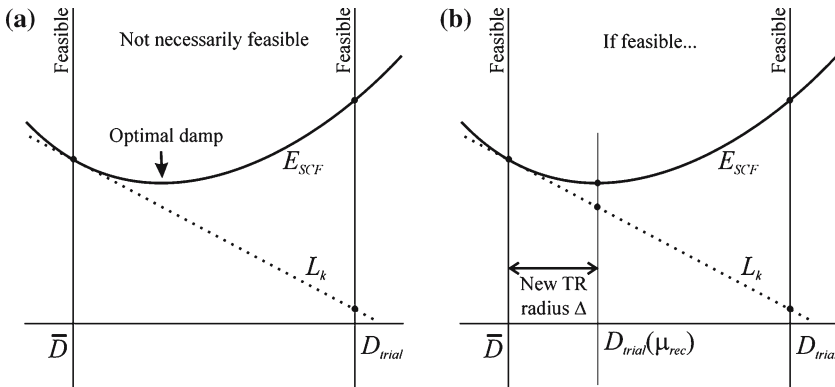 (a)
Feasible
Not necessarily feasible
Feasible
Optimal damp
E_SCF
L_k
D̅
D_trial
(b)
Feasible
If feasible...
Feasible
E_SCF
L_k
New TR
radius Δ
D̅
D_trial(μ_rec)
D_trial